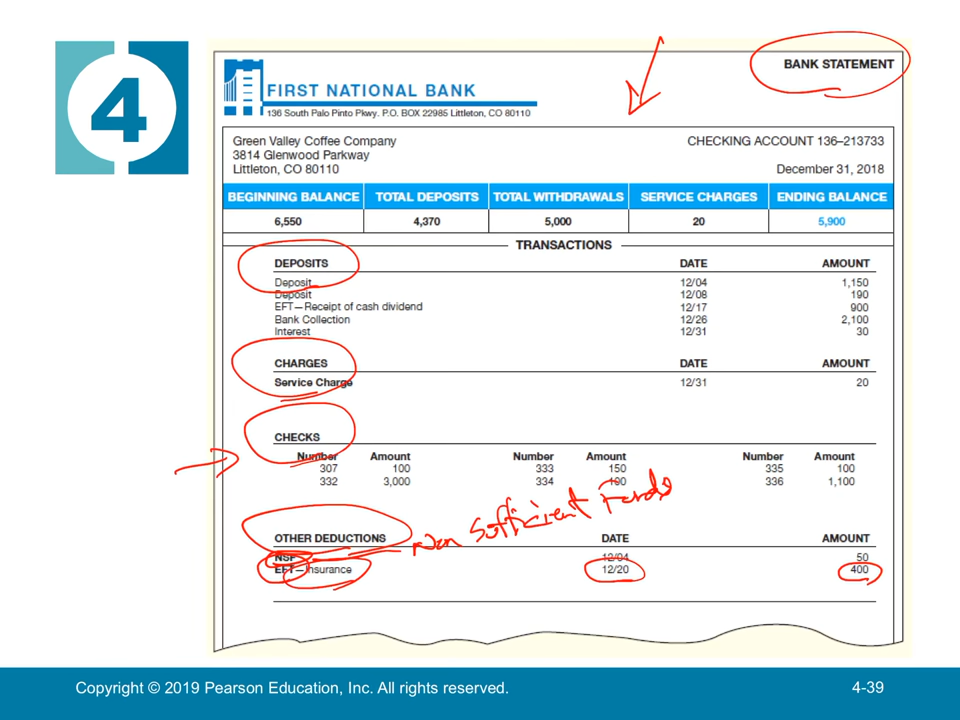 4
BANK STATEMENT
FIRST NATIONAL BANK
136 South Palo Pinto Pkwy. P.O. BOX 22985 Littleton, CO 80110
Green Valley Coffee Company CHECKING ACCOUNT 136–213733
3814 Glenwood Parkway
Littleton, CO 80110 December 31, 2018
BEGINNING BALANCE TOTAL DEPOSITS TOTAL WITHDRAWALS SERVICE CHARGES ENDING BALANCE
6,550 4,370 5,000 20 5,900
TRANSACTIONS
DEPOSITS DATE AMOUNT
Deposit 12/04 1,150
Deposit 12/08 190
EFT—Receipt of cash dividend 12/17 900
Bank Collection 12/26 2,100
Interest 12/31 30
CHARGES DATE AMOUNT
Service Charge 12/31 20
CHECKS
Number Amount Number Amount Number Amount
307 100 333 150 335 100
332 3,000 334 100 336 1,100
Non Sufficient Funds
OTHER DEDUCTIONS DATE AMOUNT
NSF 12/04 50
EFT—Insurance 12/20 400
Copyright © 2019 Pearson Education, Inc. All rights reserved. 4-39